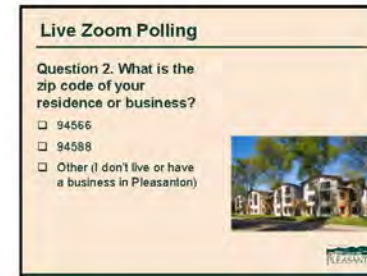 Live Zoom Polling
Question 2. What is the
zip code of your
residence or business?
☐ 94566
☐ 94588
☐ Other (I don't live or have
a business in Pleasanton)